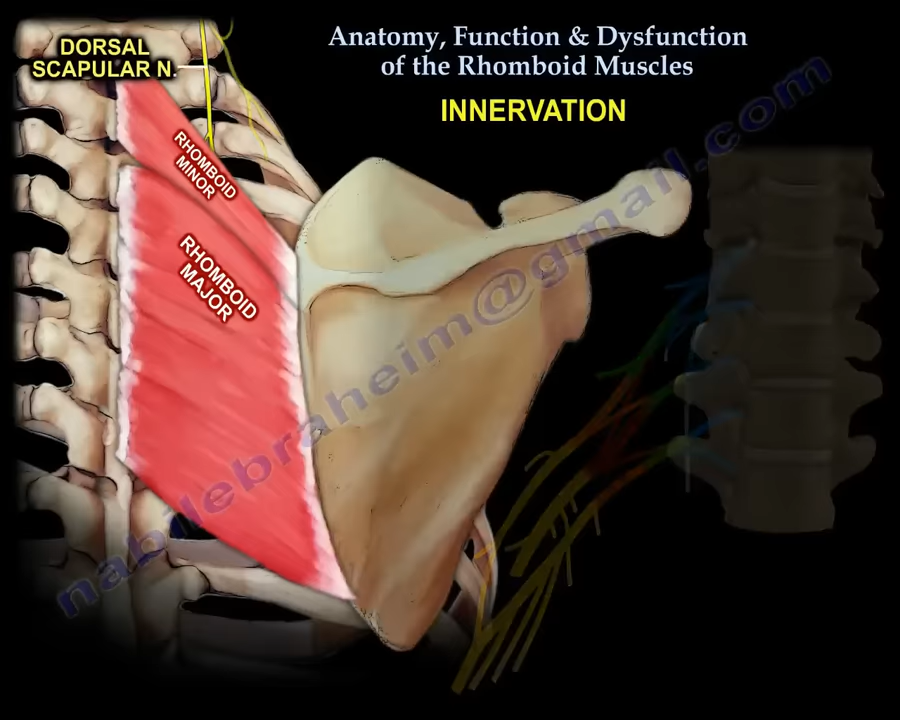 Anatomy, Function & Dysfunction
of the Rhomboid Muscles
INNERVATION
DORSAL
SCAPULAR N.
RHOMBOID
MINOR
RHOMBOID
MAJOR
nabilebraheim@gmail.com